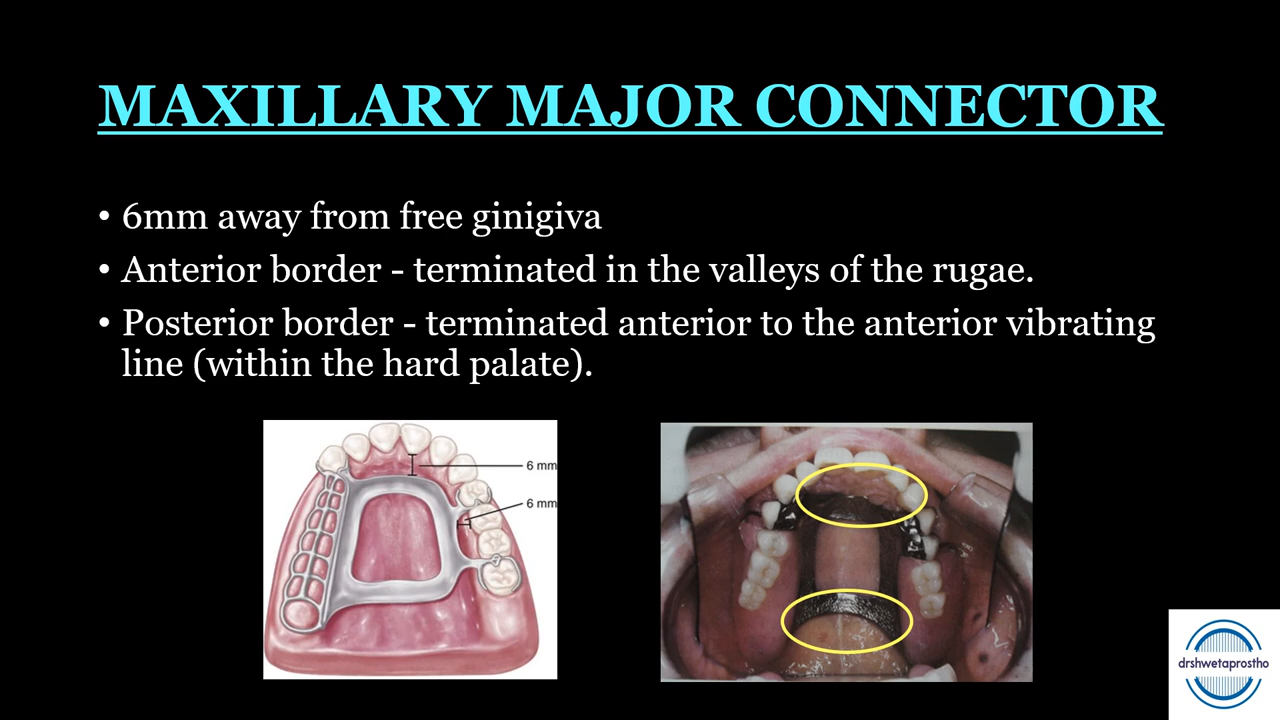 MAXILLARY MAJOR CONNECTOR
• 6mm away from free ginigiva
• Anterior border - terminated in the valleys of the rugae.
• Posterior border - terminated anterior to the anterior vibrating
line (within the hard palate).
6 mm
6 mm
drshwetaprostho